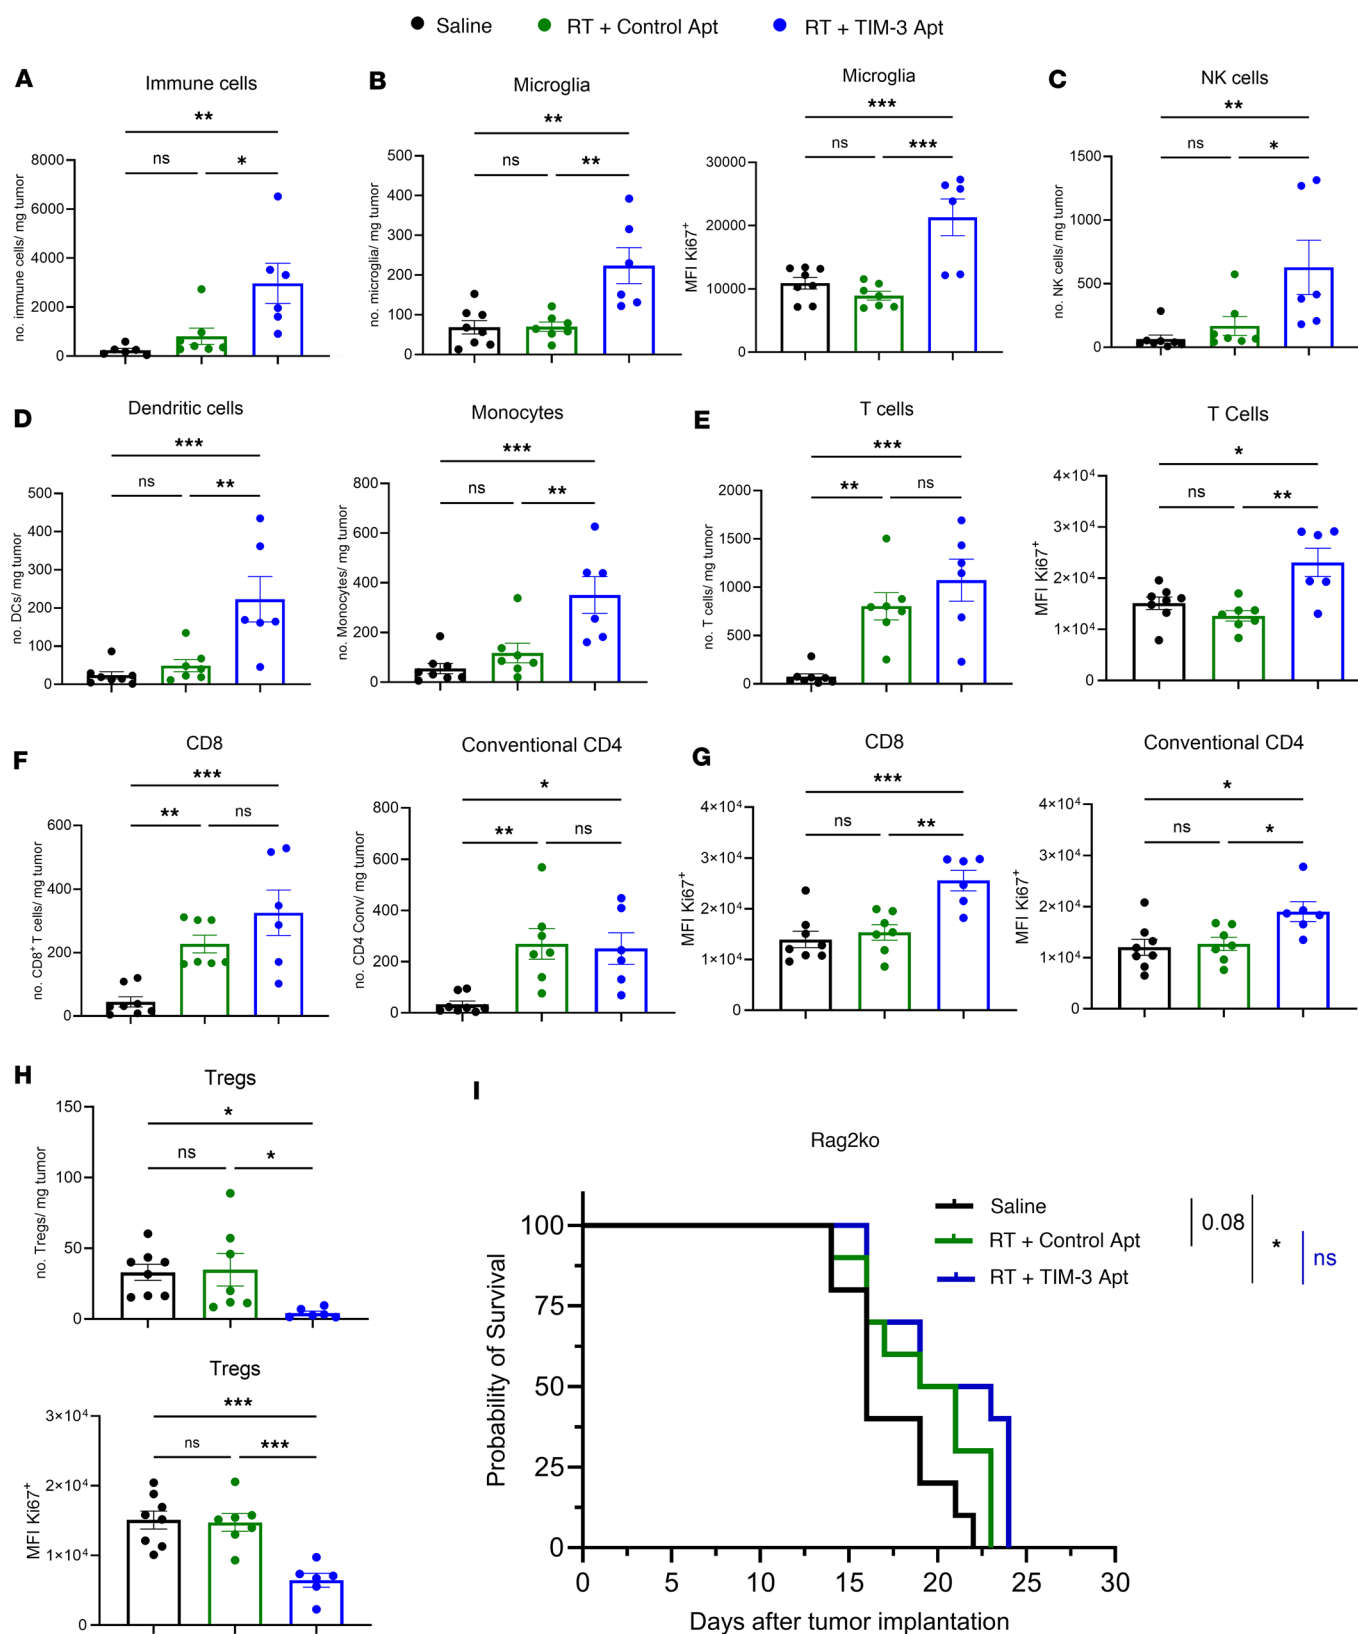 Saline RT + Control Apt RT + TIM-3 Apt
A
Immune cells
**
ns *
no. immune cells/ mg tumor
8000
6000
4000
2000
0
B
Microglia
**
ns **
no. microglia/ mg tumor
500
400
300
200
100
0
Microglia
***
ns ***
MFI Ki67+
30000
20000
10000
0
C
NK cells
**
ns *
no. NK cells/ mg tumor
1500
1000
500
0
D
Dendritic cells
***
ns **
no. DCs/ mg tumor
500
400
300
200
100
0
Monocytes
***
ns **
no. Monocytes/ mg tumor
800
600
400
200
0
E
T cells
***
** ns
no. T cells/ mg tumor
2000
1500
1000
500
0
T Cells
*
ns **
MFI Ki67+
4×10⁴
3×10⁴
2×10⁴
1×10⁴
0
F
CD8
***
** ns
no. CD8+ T cells/ mg tumor
600
400
200
0
Conventional CD4
*
** ns
no. CD4 Conv/ mg tumor
800
600
400
200
0
G
CD8
***
ns **
MFI Ki67+
4×10⁴
3×10⁴
2×10⁴
1×10⁴
0
Conventional CD4
*
ns *
MFI Ki67+
4×10⁴
3×10⁴
2×10⁴
1×10⁴
0
H
Tregs
*
ns *
no. Tregs/ mg tumor
150
100
50
0
Tregs
***
ns ***
MFI Ki67+
3×10⁴
2×10⁴
1×10⁴
0
I
Rag2ko
Saline
RT + Control Apt
RT + TIM-3 Apt
0.08
*
ns
Probability of Survival
100
75
50
25
0
0 5 10 15 20 25 30
Days after tumor implantation